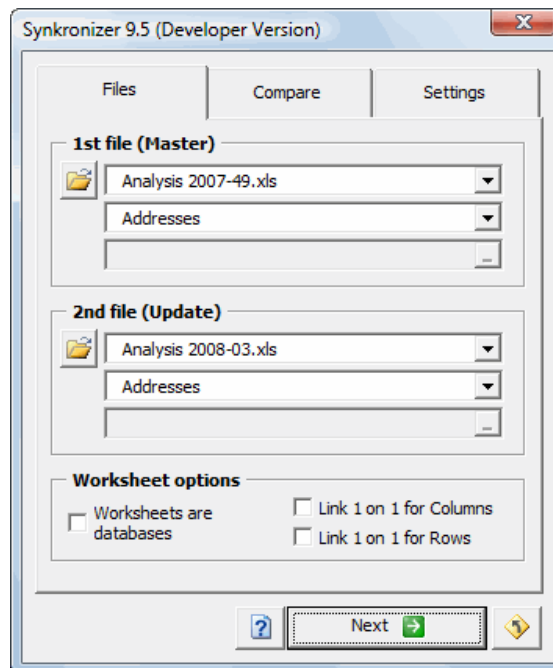 Synkronizer 9.5 (Developer Version)
Files
Compare
Settings
1st file (Master)
Analysis 2007-49.xls
Addresses
...
2nd file (Update)
Analysis 2008-03.xls
Addresses
...
Worksheet options
Worksheets are
databases
Link 1 on 1 for Columns
Link 1 on 1 for Rows
Next